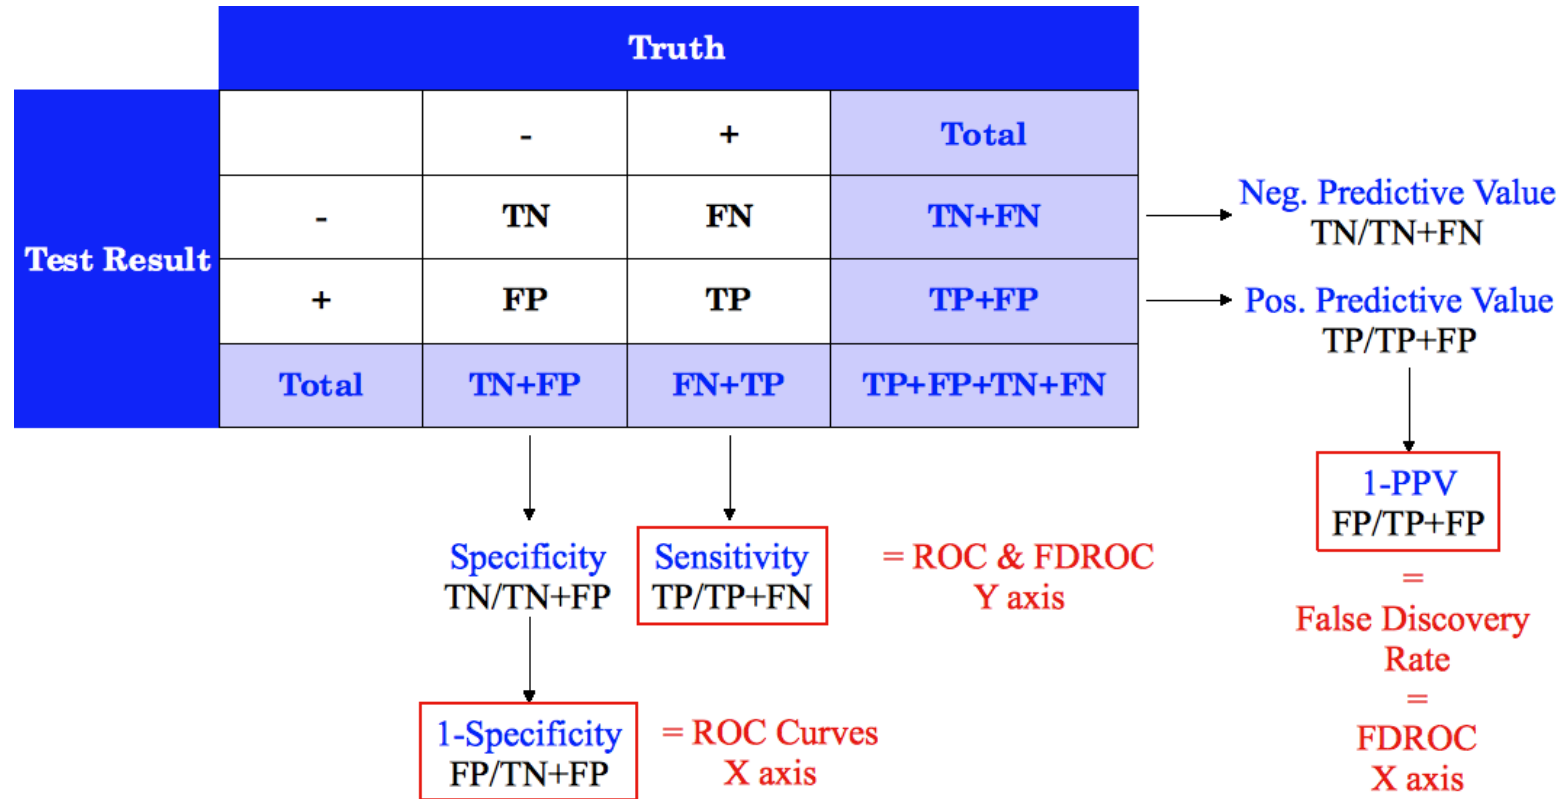 Truth
- + Total
Test Result
- TN FN TN+FN
+ FP TP TP+FP
Total TN+FP FN+TP TP+FP+TN+FN
Neg. Predictive Value
TN/TN+FN
Pos. Predictive Value
TP/TP+FP
1-PPV
FP/TP+FP
=
False Discovery
Rate
=
FDROC
X axis
Specificity
TN/TN+FP
Sensitivity
TP/TP+FN
= ROC & FDROC
Y axis
1-Specificity
FP/TN+FP
= ROC Curves
X axis